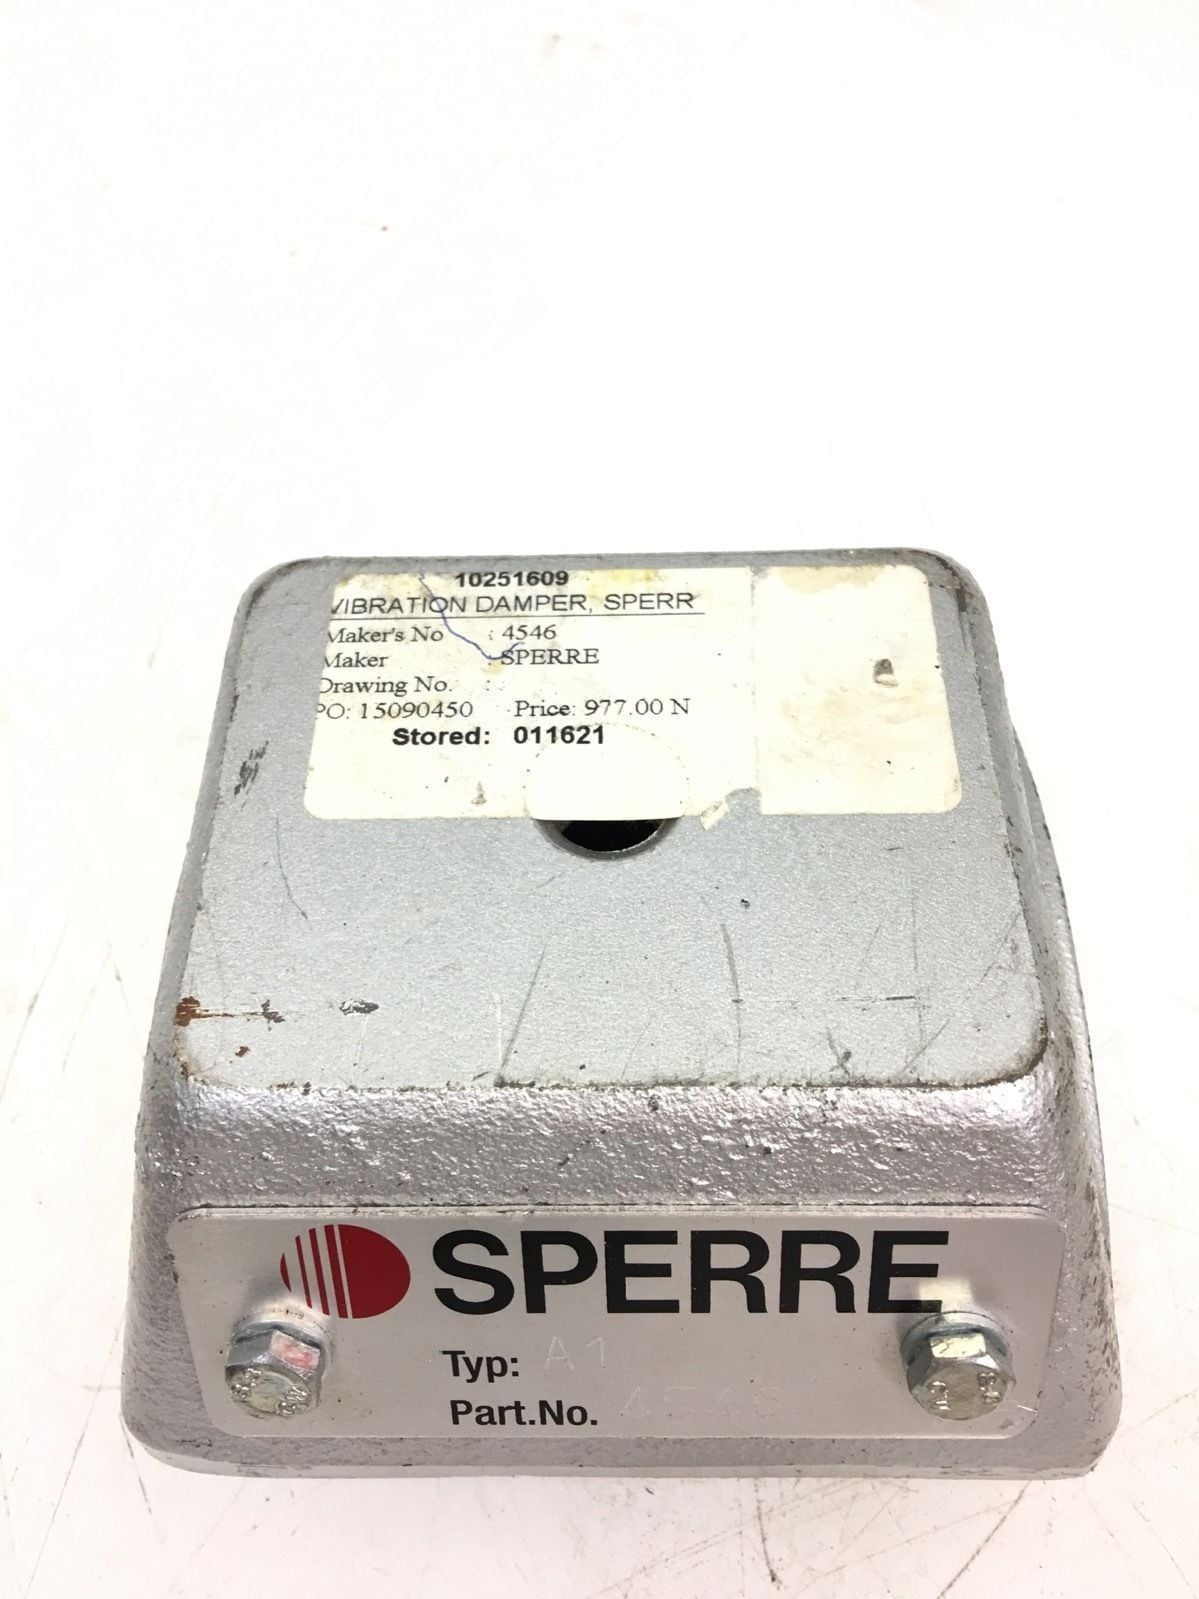 10251609
VIBRATION DAMPER, SPERR
Maker's No : 4546
Maker : SPERRE
Drawing No. :
PO: 15090450 Price: 977.00 N
Stored: 011621
SPERRE
Typ: A1
Part.No. 4546